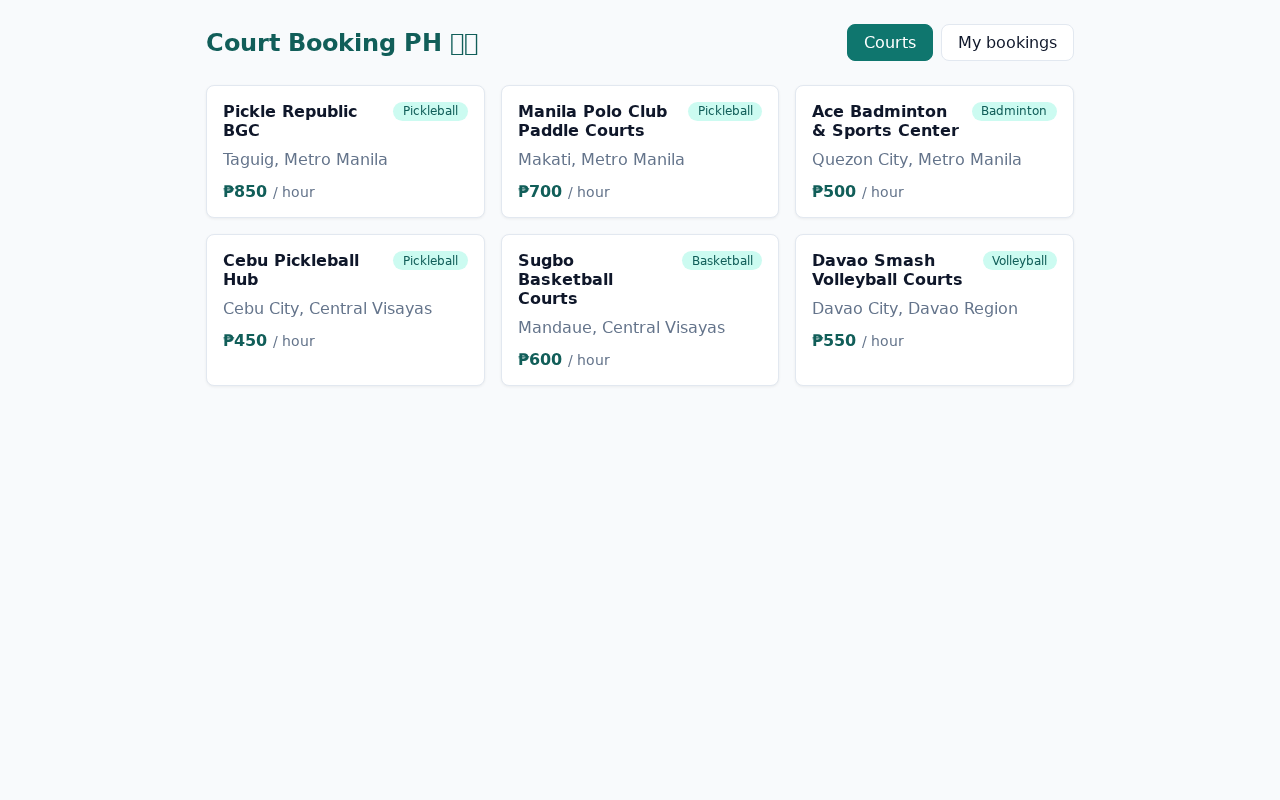 Court Booking PH
Courts
My bookings
Pickle Republic
BGC
Pickleball
Taguig, Metro Manila
₱850 / hour
Manila Polo Club
Paddle Courts
Pickleball
Makati, Metro Manila
₱700 / hour
Ace Badminton
& Sports Center
Badminton
Quezon City, Metro Manila
₱500 / hour
Cebu Pickleball
Hub
Pickleball
Cebu City, Central Visayas
₱450 / hour
Sugbo
Basketball
Courts
Basketball
Mandaue, Central Visayas
₱600 / hour
Davao Smash
Volleyball Courts
Volleyball
Davao City, Davao Region
₱550 / hour